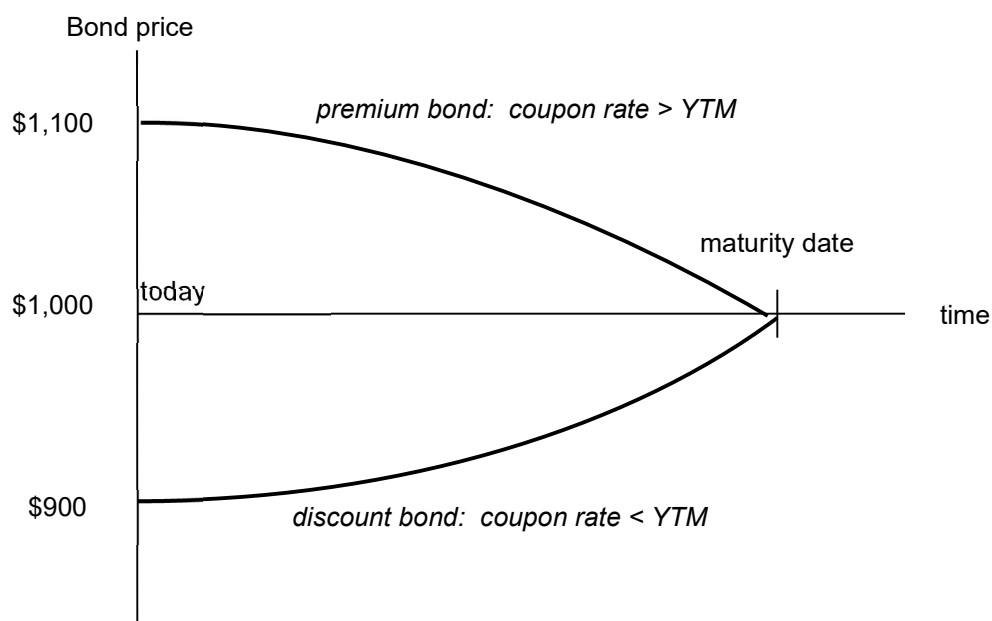 Bond price
$1,100
premium bond:  coupon rate > YTM
maturity date
today
$1,000
time
$900
discount bond:  coupon rate < YTM